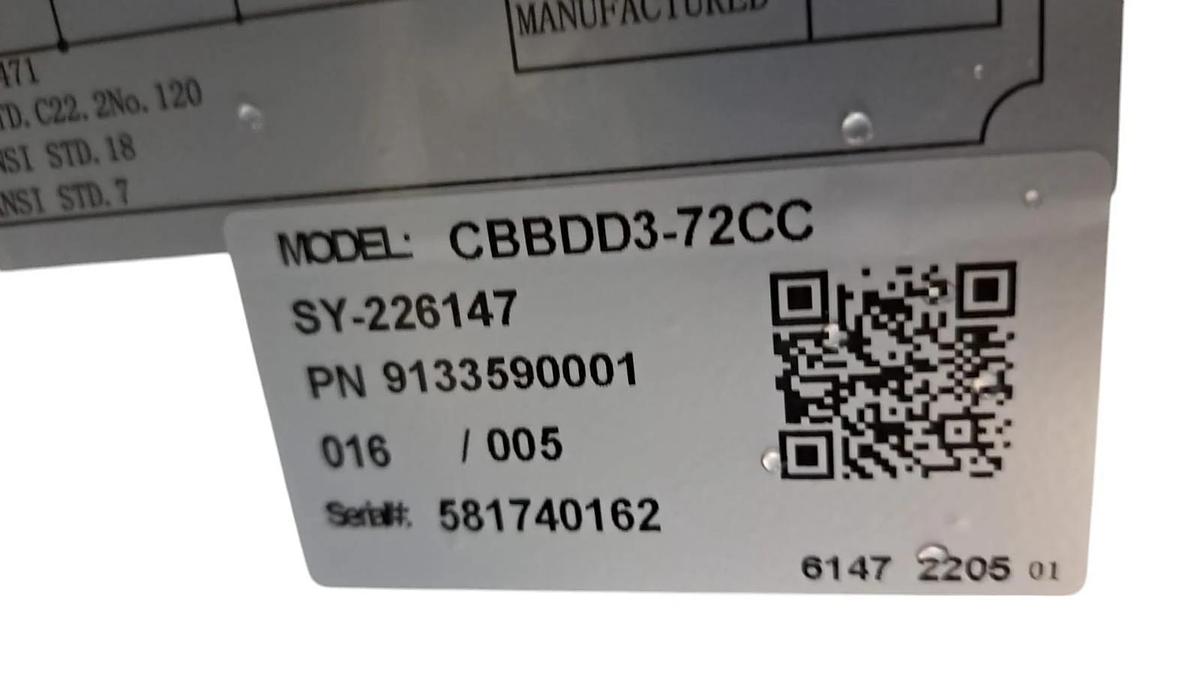 MANUFACTURED
471
TD. C22. 2No. 120
NSI STD. 18
ANSI STD. 7
MODEL: CBBDD3-72CC
SY-226147
PN 9133590001
016 / 005
Serial#: 581740162
6147 2205 01